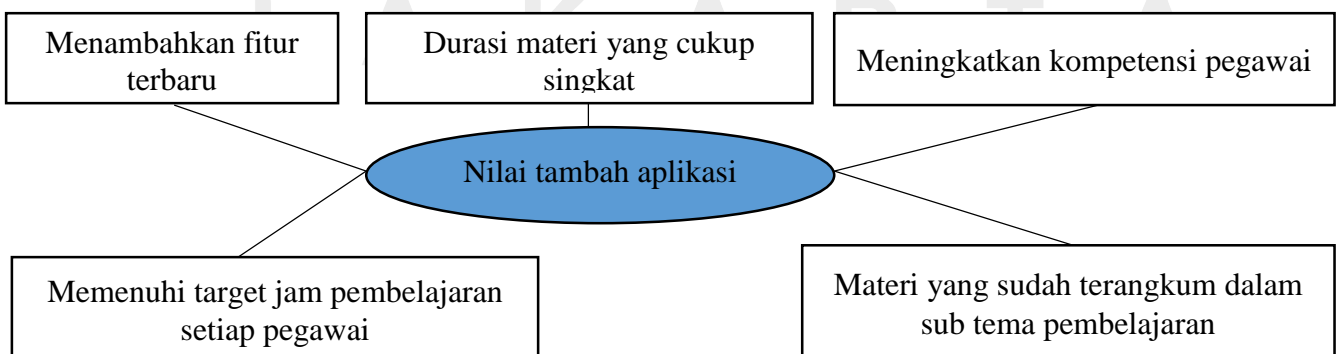 J A K A R T A
Menambahkan fitur
terbaru
Durasi materi yang cukup
singkat
Meningkatkan kompetensi pegawai
Nilai tambah aplikasi
Memenuhi target jam pembelajaran
setiap pegawai
Materi yang sudah terangkum dalam
sub tema pembelajaran